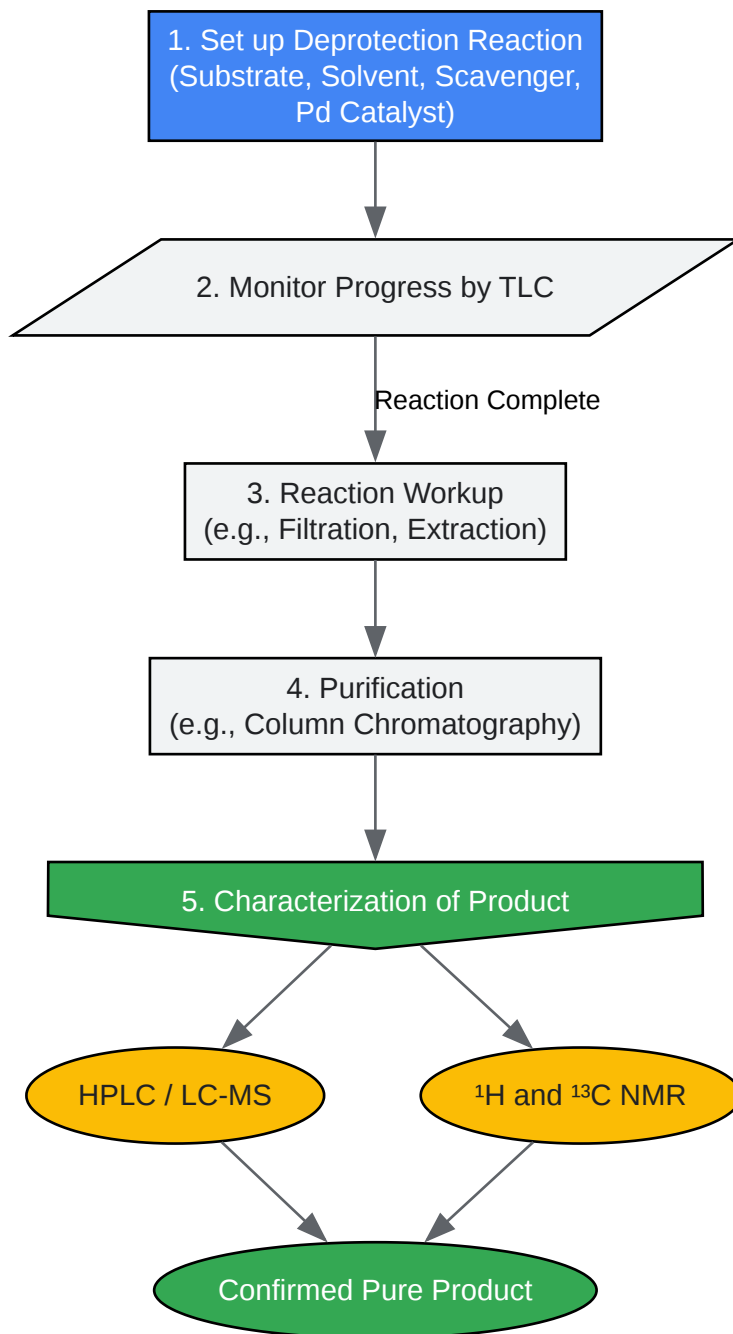 1. Set up Deprotection Reaction
(Substrate, Solvent, Scavenger,
Pd Catalyst)
2. Monitor Progress by TLC
Reaction Complete
3. Reaction Workup
(e.g., Filtration, Extraction)
4. Purification
(e.g., Column Chromatography)
5. Characterization of Product
HPLC / LC-MS
¹H and ¹³C NMR
Confirmed Pure Product